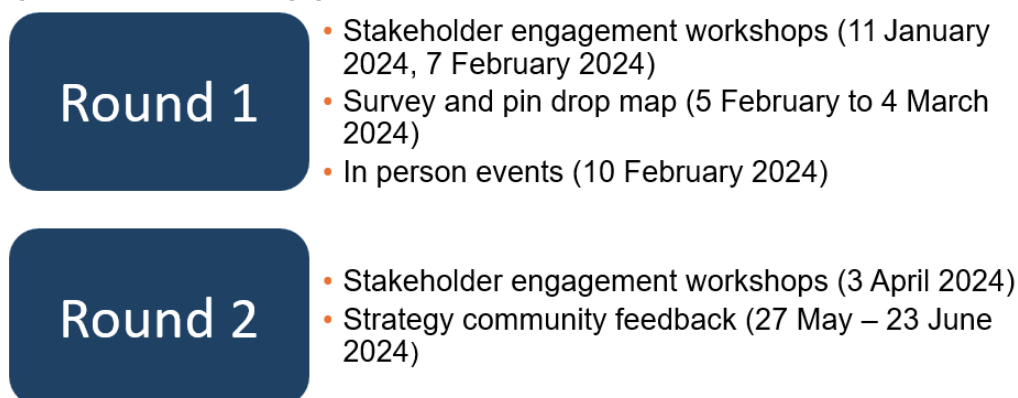 Round 1
• Stakeholder engagement workshops (11 January
2024, 7 February 2024)
• Survey and pin drop map (5 February to 4 March
2024)
• In person events (10 February 2024)
Round 2
• Stakeholder engagement workshops (3 April 2024)
• Strategy community feedback (27 May – 23 June
2024)